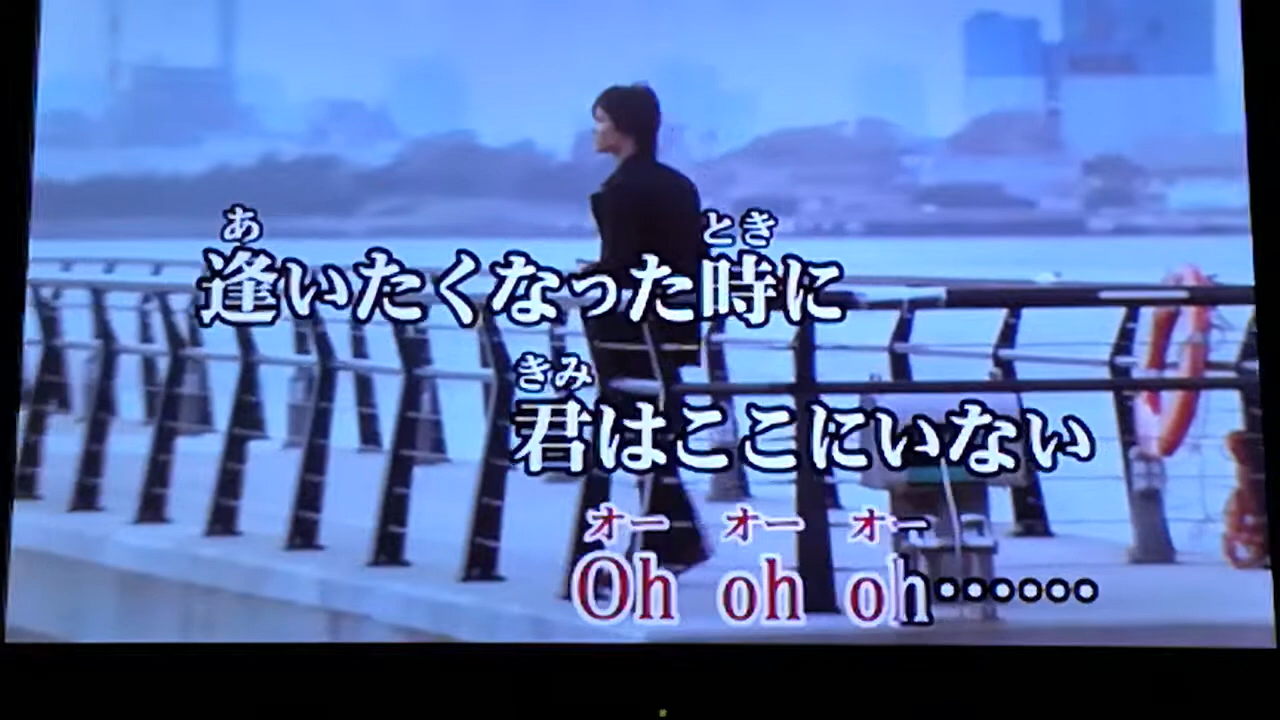 あ とき
逢いたくなった時に
きみ
君はここにいない
オー オー オー
Oh oh oh……